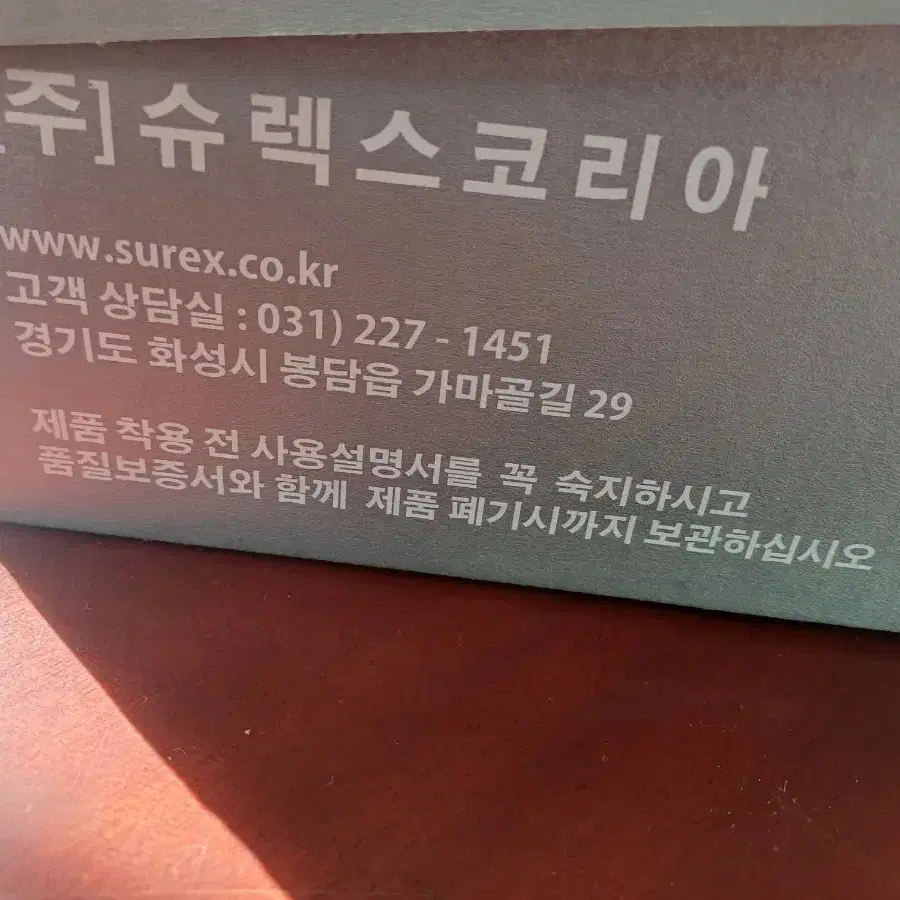 [주]슈렉스코리아
www.surex.co.kr
고객 상담실 : 031) 227 - 1451
경기도 화성시 봉담읍 가마골길 29
제품 착용 전 사용설명서를 꼭 숙지하시고
품질보증서와 함께 제품 폐기시까지 보관하십시오